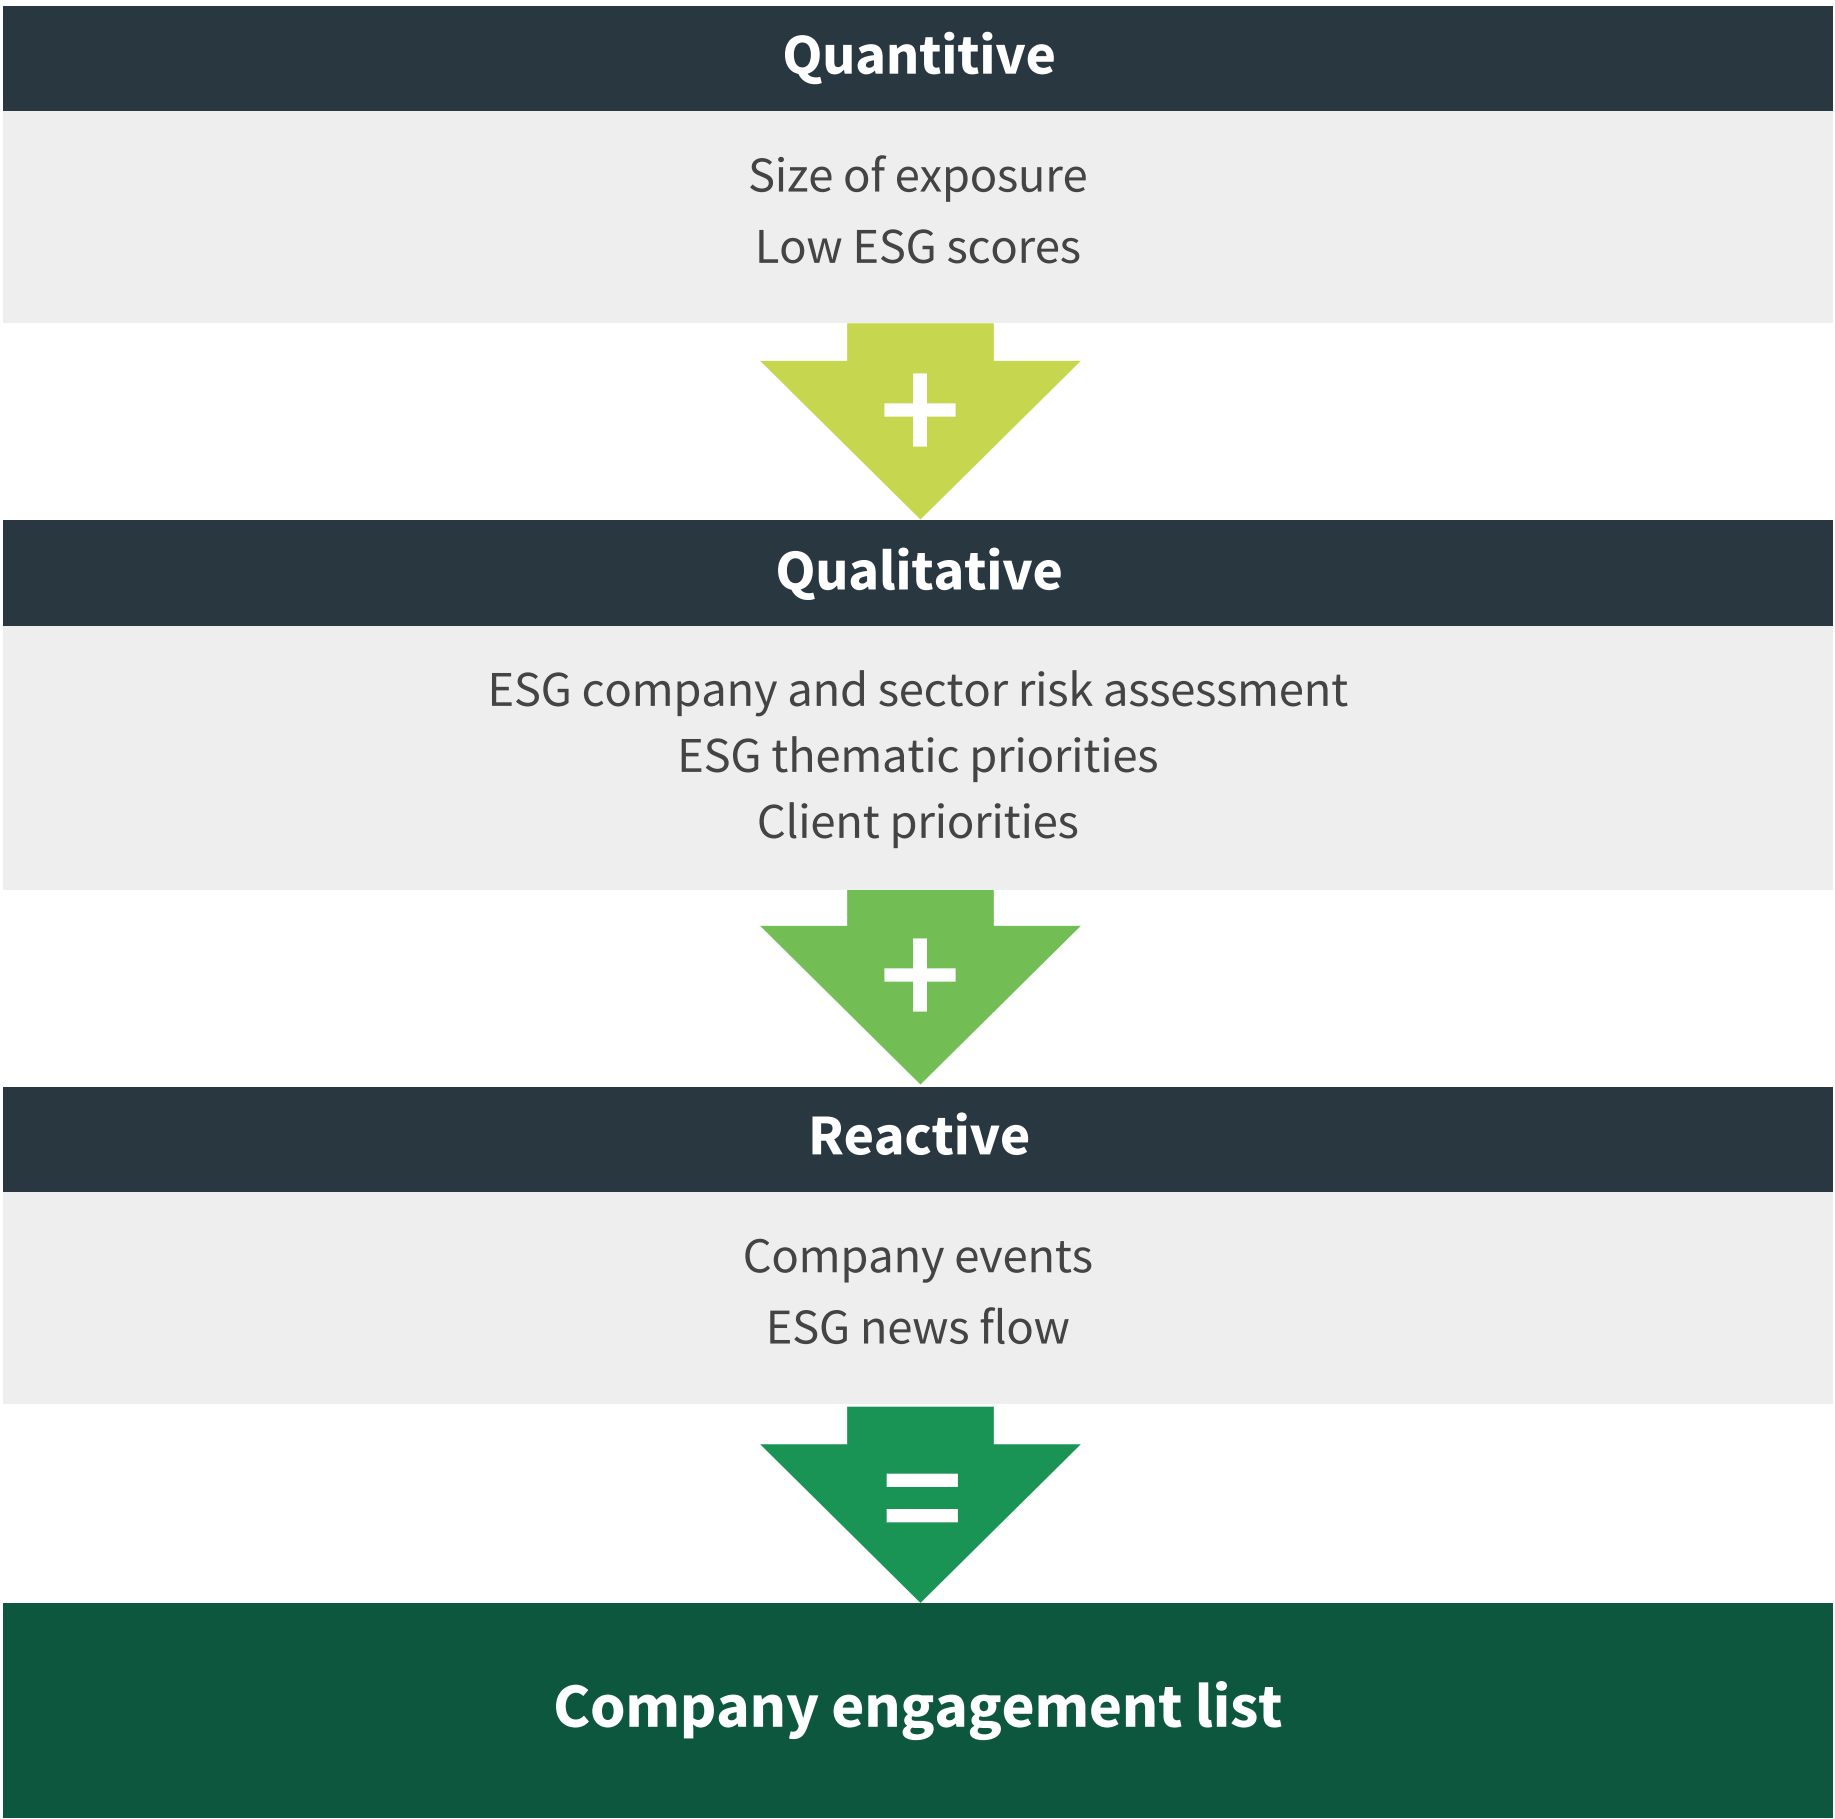 Quantitive
Size of exposure
Low ESG scores
+
Qualitative
ESG company and sector risk assessment
ESG thematic priorities
Client priorities
+
Reactive
Company events
ESG news flow
=
Company engagement list